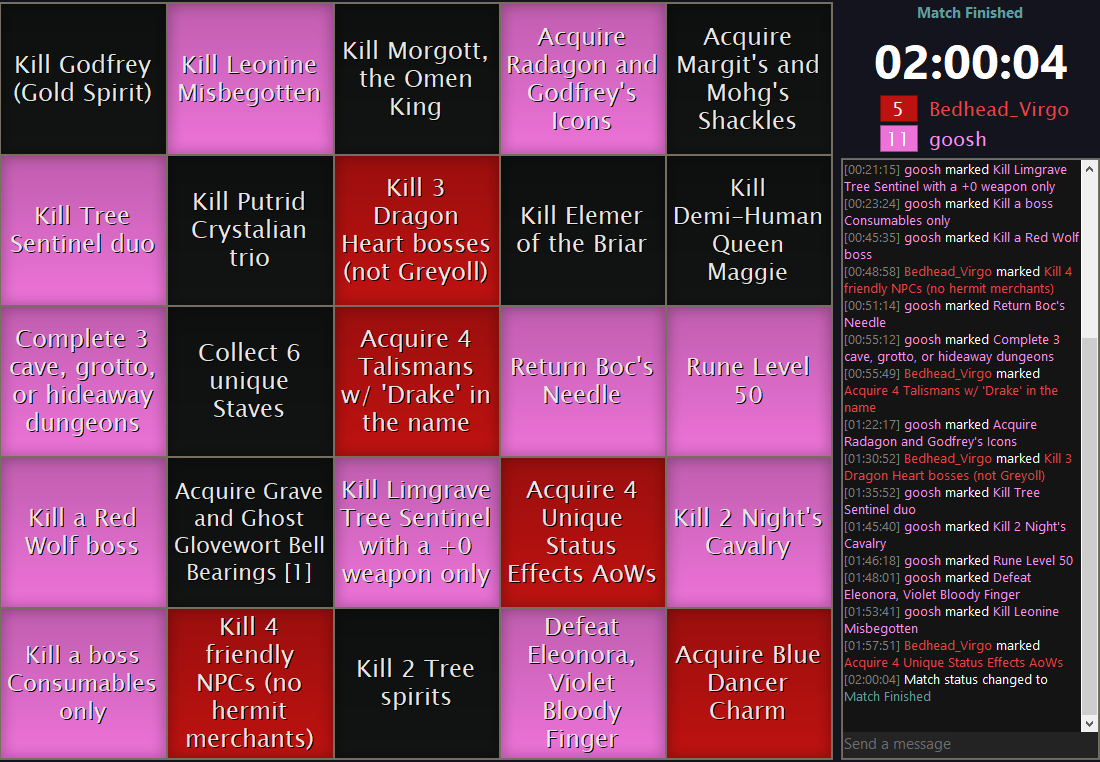 Kill Godfrey
(Gold Spirit)
Kill Leonine
Misbegotten
Kill Morgott,
the Omen
King
Acquire
Radagon and
Godfrey's
Icons
Acquire
Margit's and
Mohg's
Shackles
Kill Tree
Sentinel duo
Kill Putrid
Crystalian
trio
Kill 3
Dragon
Heart bosses
(not Greyoll)
Kill Elemer
of the Briar
Kill
Demi-Human
Queen
Maggie
Complete 3
cave, grotto,
or hideaway
dungeons
Collect 6
unique
Staves
Acquire 4
Talismans
w/ 'Drake' in
the name
Return Boc's
Needle
Rune Level
50
Kill a Red
Wolf boss
Acquire Grave
and Ghost
Glovewort Bell
Bearings [1]
Kill Limgrave
Tree Sentinel
with a +0
weapon only
Acquire 4
Unique
Status
Effects AoWs
Kill 2 Night's
Cavalry
Kill a boss
Consumables
only
Kill 4
friendly
NPCs (no
hermit
merchants)
Kill 2 Tree
spirits
Defeat
Eleonora,
Violet
Bloody
Finger
Acquire Blue
Dancer
Charm
Match Finished
02:00:04
5 Bedhead_Virgo
11 goosh
[00:21:15] goosh marked Kill Limgrave
Tree Sentinel with a +0 weapon only
[00:23:24] goosh marked Kill a boss
Consumables only
[00:45:35] goosh marked Kill a Red Wolf
boss
[00:48:58] Bedhead_Virgo marked Kill 4
friendly NPCs (no hermit merchants)
[00:51:14] goosh marked Return Boc's
Needle
[00:55:12] goosh marked Complete 3
cave, grotto, or hideaway dungeons
[00:55:49] Bedhead_Virgo marked
Acquire 4 Talismans w/ 'Drake' in the
name
[01:22:17] goosh marked Acquire
Radagon and Godfrey's Icons
[01:30:52] Bedhead_Virgo marked Kill 3
Dragon Heart bosses (not Greyoll)
[01:35:52] goosh marked Kill Tree
Sentinel duo
[01:45:40] goosh marked Kill 2 Night's
Cavalry
[01:46:18] goosh marked Rune Level 50
[01:48:01] goosh marked Defeat
Eleonora, Violet Bloody Finger
[01:53:41] goosh marked Kill Leonine
Misbegotten
[01:57:51] Bedhead_Virgo marked
Acquire 4 Unique Status Effects AoWs
[02:00:04] Match status changed to
Match Finished
Send a message